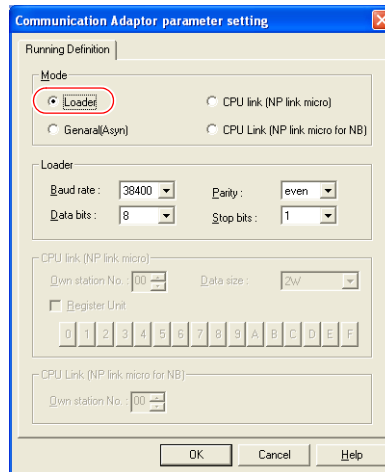 Communication Adaptor parameter setting
Running Definition
Mode
Loader
CPU link (NP link micro)
Genaral(Asyn)
CPU Link (NP link micro for NB)
Loader
Baud rate : 38400 Parity : even
Data bits : 8 Stop bits : 1
CPU link (NP link micro)
Own station No. : 00 Data size : 2W
Register Unit
0 1 2 3 4 5 6 7 8 9 A B C D E F
CPU Link (NP link micro for NB)
Own station No. : 00
OK Cancel Help